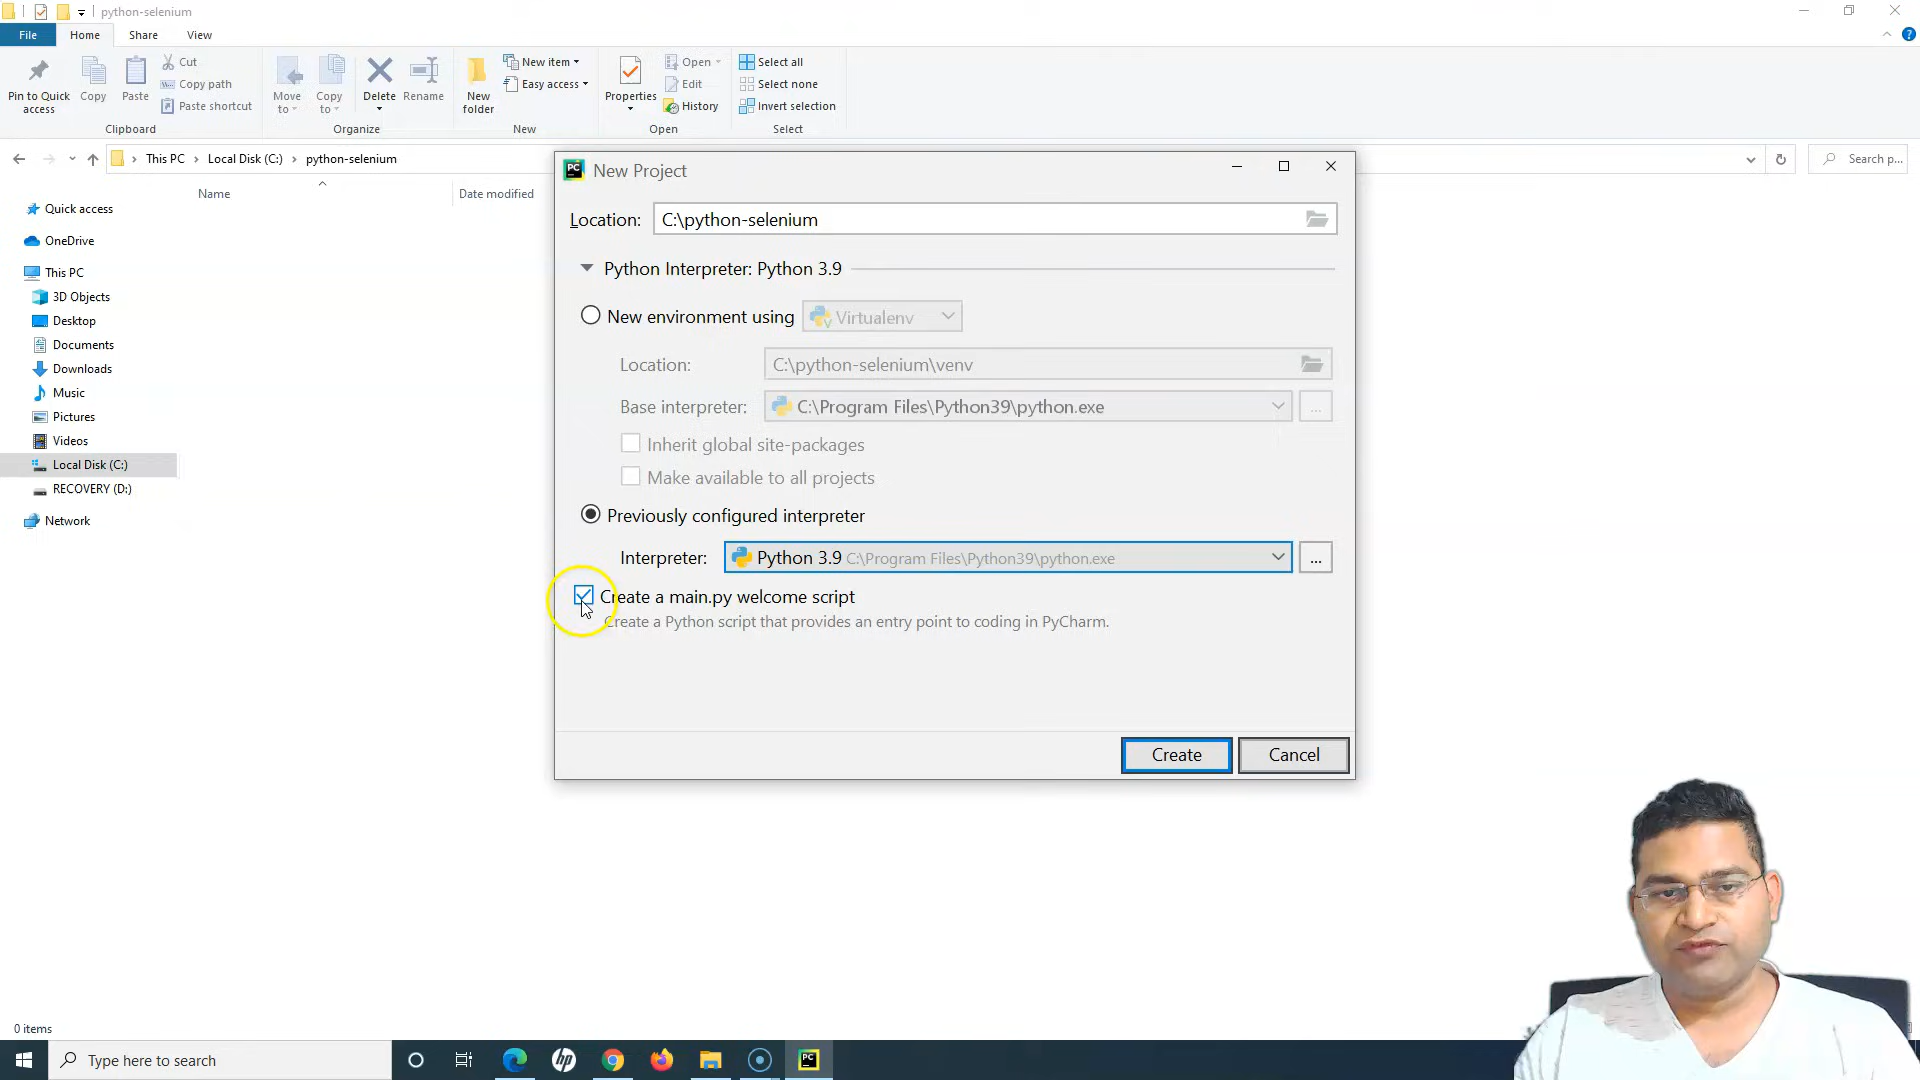 python-selenium
File Home Share View
Pin to Quick access
Copy
Paste
Cut
Copy path
Paste shortcut
Clipboard
Move to
Copy to
Delete
Rename
Organize
New folder
New item
Easy access
New
Properties
Open
Edit
History
Open
Select all
Select none
Invert selection
Select
This PC > Local Disk (C:) > python-selenium
Search p...
Name
Date modified
Quick access
OneDrive
This PC
3D Objects
Desktop
Documents
Downloads
Music
Pictures
Videos
Local Disk (C:)
RECOVERY (D:)
Network
PC New Project
Location: C:\python-selenium
Python Interpreter: Python 3.9
New environment using Virtualenv
Location: C:\python-selenium\venv
Base interpreter: C:\Program Files\Python39\python.exe ...
Inherit global site-packages
Make available to all projects
Previously configured interpreter
Interpreter: Python 3.9 C:\Program Files\Python39\python.exe ...
Create a main.py welcome script
Create a Python script that provides an entry point to coding in PyCharm.
Create Cancel
0 items
Type here to search
hp
PC